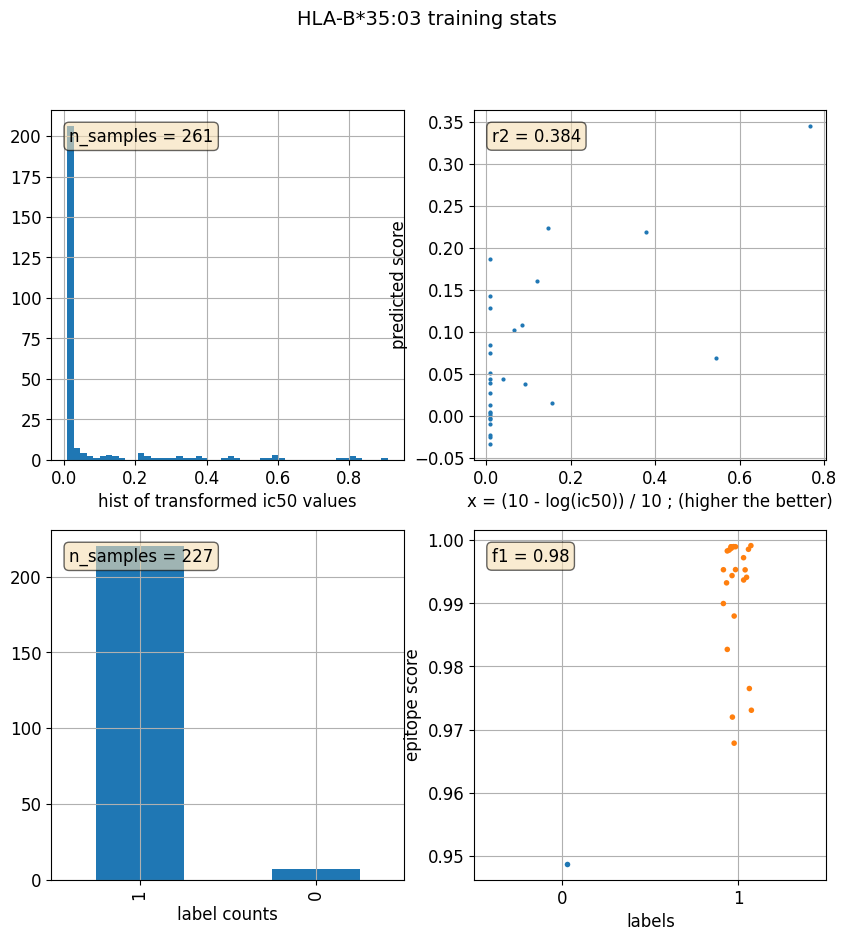 HLA-B*35:03 training stats
n_samples = 261
200
175
150
125
100
75
50
25
0
0.0 0.2 0.4 0.6 0.8
hist of transformed ic50 values
r2 = 0.384
predicted score
0.35
0.30
0.25
0.20
0.15
0.10
0.05
0.00
−0.05
0.0 0.2 0.4 0.6 0.8
x = (10 - log(ic50)) / 10 ; (higher the better)
n_samples = 227
200
150
100
50
0
1 0
label counts
f1 = 0.98
epitope score
1.00
0.99
0.98
0.97
0.96
0.95
0 1
labels